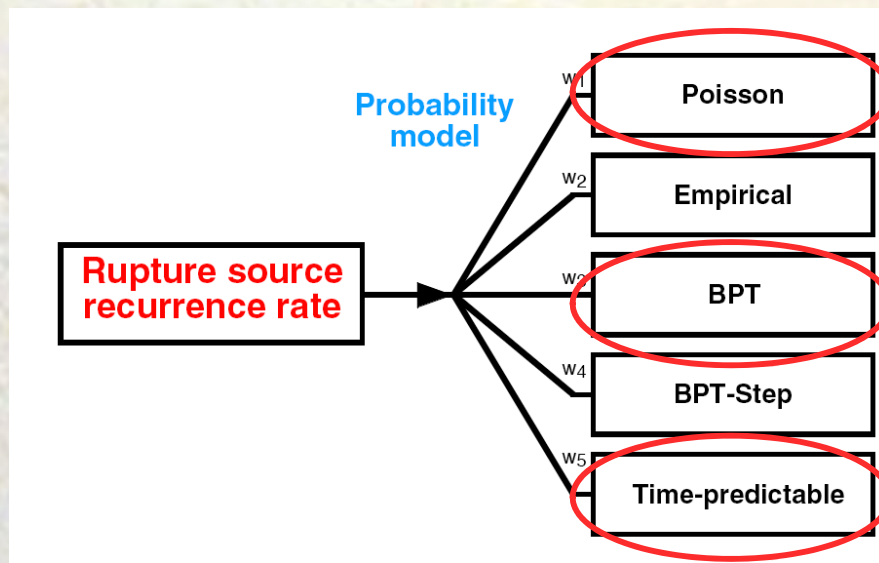 Probability
model
w1
Poisson
w2
Empirical
Rupture source
recurrence rate
w3
BPT
w4
BPT-Step
w5
Time-predictable